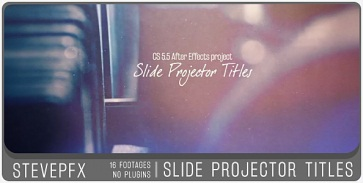 CS 5.5 After Effects project
Slide Projector Titles
STEVEPFX
16 FOOTAGES
NO PLUGINS
SLIDE PROJECTOR TITLES